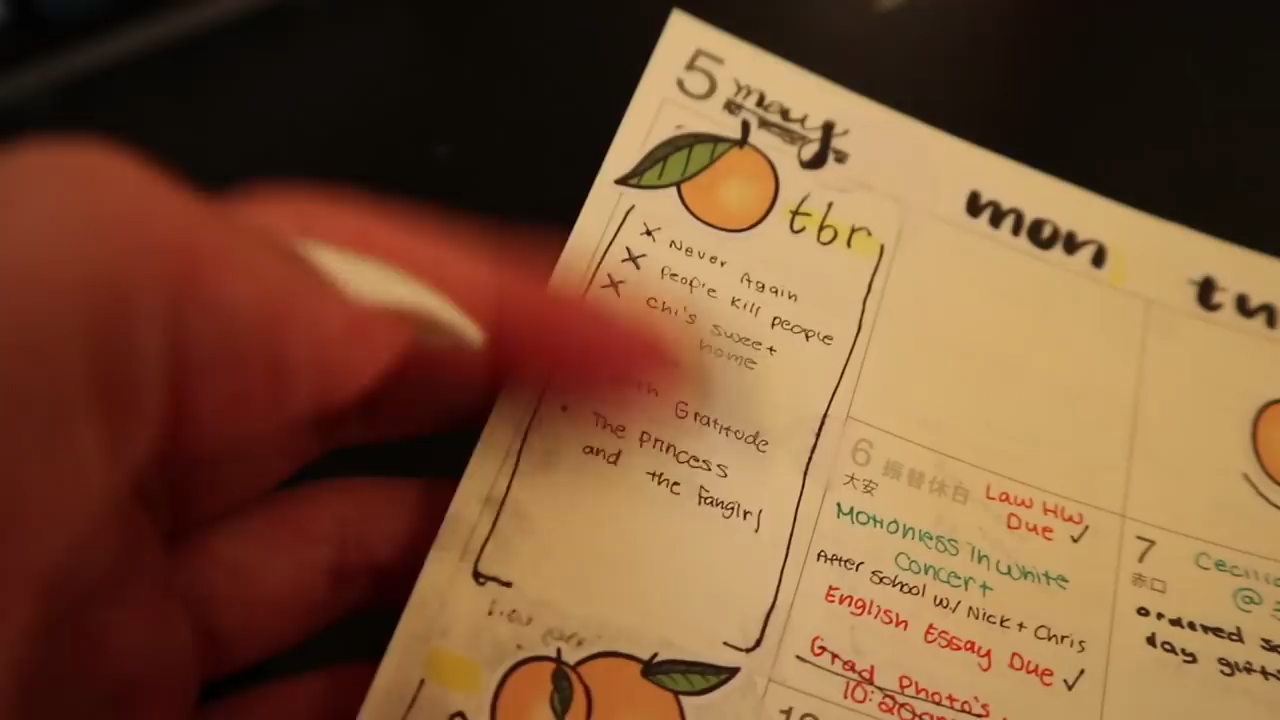 5 may
tbr
x Never Again
x People Kill people
x Chi's sweet
home
Gratitude
• The princess
and the fangirl
mon
6 振替休日
大安
Law HW
Due ✓
Motionless in White
Concert
After School w/ Nick + Chris
English Essay Due ✓
Grad Photo's
7
赤口
@
ordered
day gift